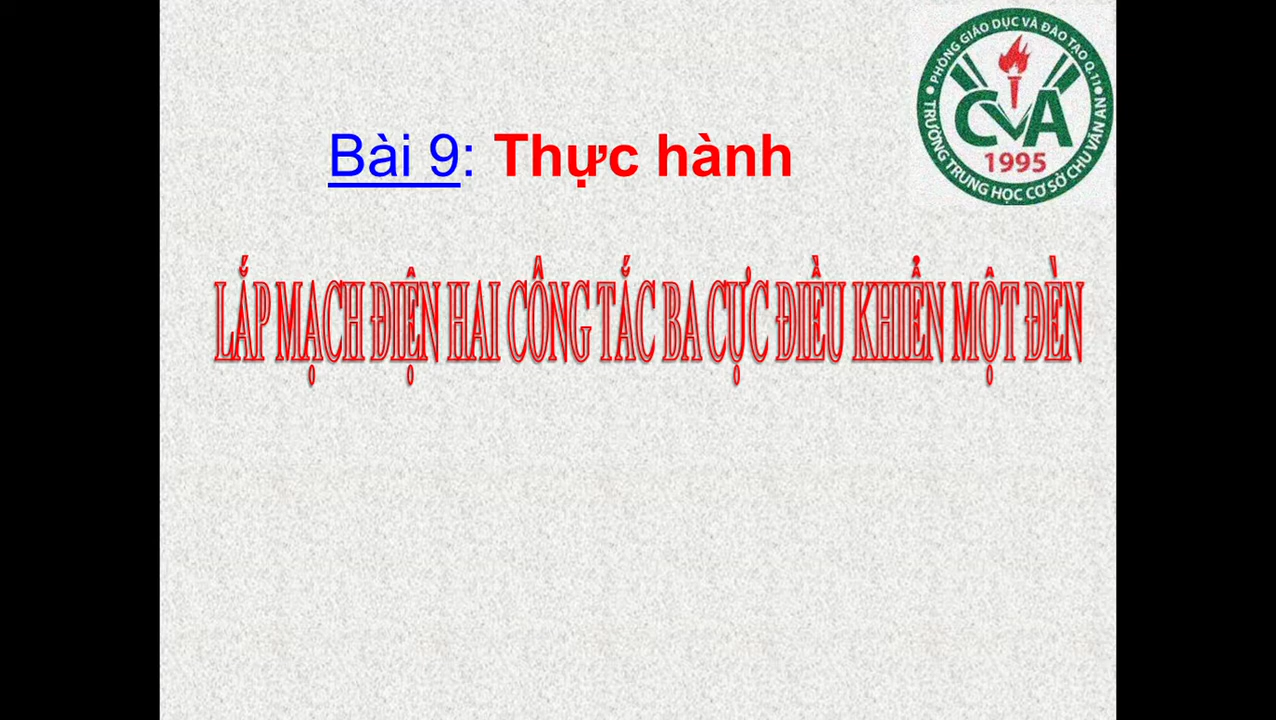 PHÒNG GIÁO DỤC VÀ ĐÀO TẠO Q.11
CVA
1995
TRƯỜNG TRUNG HỌC CƠ SỞ CHU VĂN AN
Bài 9: Thực hành
LẮP MẠCH ĐIỆN HAI CÔNG TẮC BA CỰC ĐIỀU KHIỂN MỘT ĐÈN